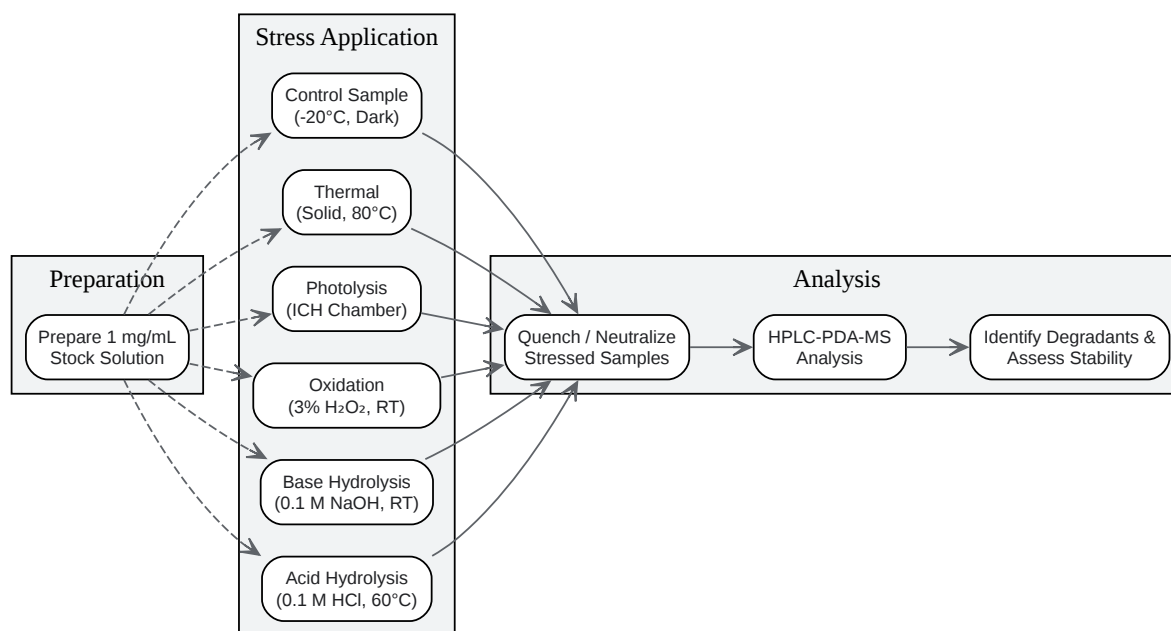 Preparation
Prepare 1 mg/mL
Stock Solution
Stress Application
Control Sample
(-20°C, Dark)
Thermal
(Solid, 80°C)
Photolysis
(ICH Chamber)
Oxidation
(3% H₂O₂, RT)
Base Hydrolysis
(0.1 M NaOH, RT)
Acid Hydrolysis
(0.1 M HCl, 60°C)
Analysis
Quench / Neutralize
Stressed Samples
HPLC-PDA-MS
Analysis
Identify Degradants &
Assess Stability